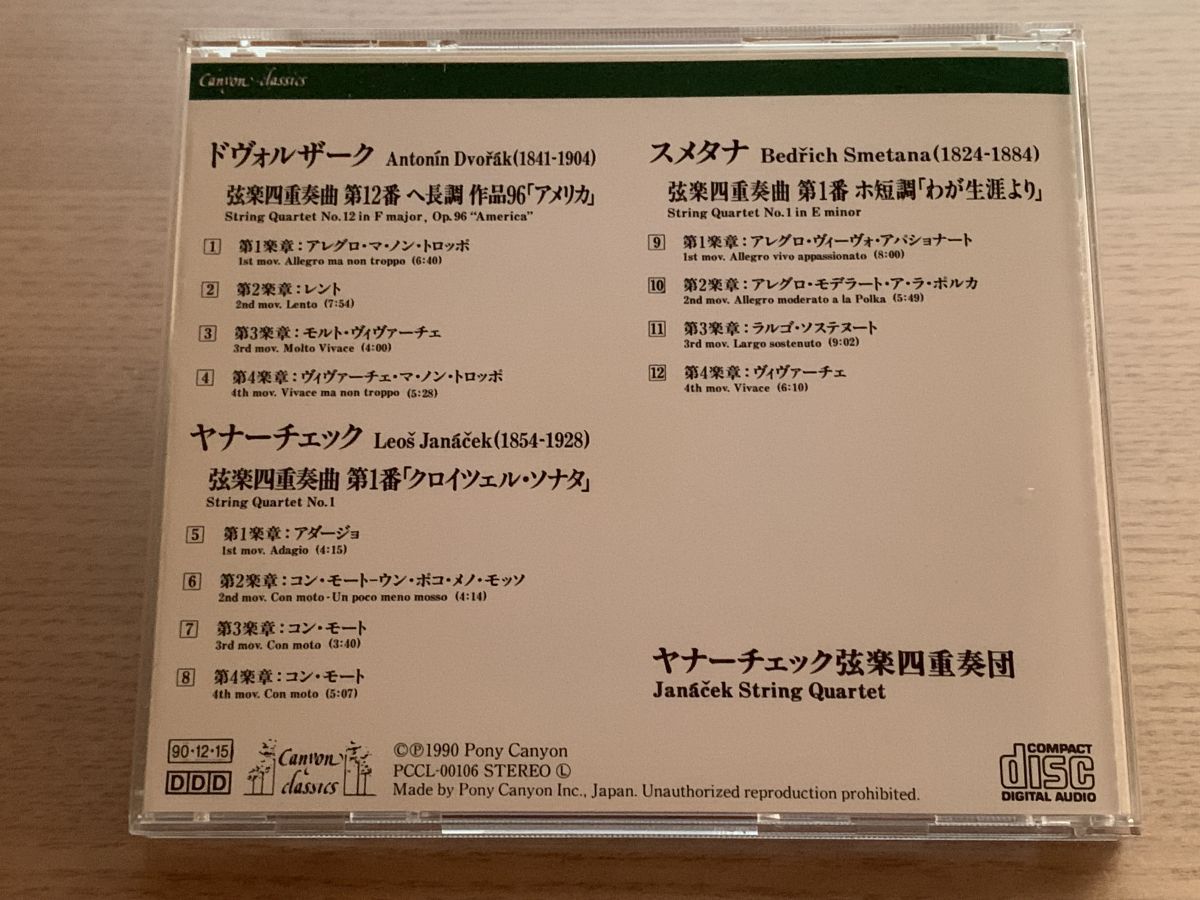 Canyon classics
ドヴォルザーク Antonín Dvořák(1841-1904)
弦楽四重奏曲 第12番 ヘ長調 作品96「アメリカ」
String Quartet No.12 in F major, Op.96 "America"
1 第1楽章：アレグロ・マ・ノン・トロッポ
1st mov. Allegro ma non troppo (6:40)
2 第2楽章：レント
2nd mov. Lento (7:54)
3 第3楽章：モルト・ヴィヴァーチェ
3rd mov. Molto Vivace (4:00)
4 第4楽章：ヴィヴァーチェ・マ・ノン・トロッポ
4th mov. Vivace ma non troppo (5:28)
ヤナーチェック Leoš Janáček(1854-1928)
弦楽四重奏曲 第1番「クロイツェル・ソナタ」
String Quartet No.1
5 第1楽章：アダージョ
1st mov. Adagio (4:15)
6 第2楽章：コン・モート-ウン・ポコ・メノ・モッソ
2nd mov. Con moto-Un poco meno mosso (4:14)
7 第3楽章：コン・モート
3rd mov. Con moto (3:40)
8 第4楽章：コン・モート
4th mov. Con moto (5:07)
スメタナ Bedřich Smetana(1824-1884)
弦楽四重奏曲 第1番 ホ短調「わが生涯より」
String Quartet No.1 in E minor
9 第1楽章：アレグロ・ヴィーヴォ・アパショナート
1st mov. Allegro vivo appassionato (8:00)
10 第2楽章：アレグロ・モデラート・ア・ラ・ポルカ
2nd mov. Allegro moderato a la Polka (5:49)
11 第3楽章：ラルゴ・ソステヌート
3rd mov. Largo sostenuto (9:02)
12 第4楽章：ヴィヴァーチェ
4th mov. Vivace (6:10)
ヤナーチェック弦楽四重奏団
Janáček String Quartet
90・12・15
DDD
Canyon classics
©℗1990 Pony Canyon
PCCL-00106 STEREO Ⓛ
Made by Pony Canyon Inc., Japan. Unauthorized reproduction prohibited.
COMPACT
disc
DIGITAL AUDIO